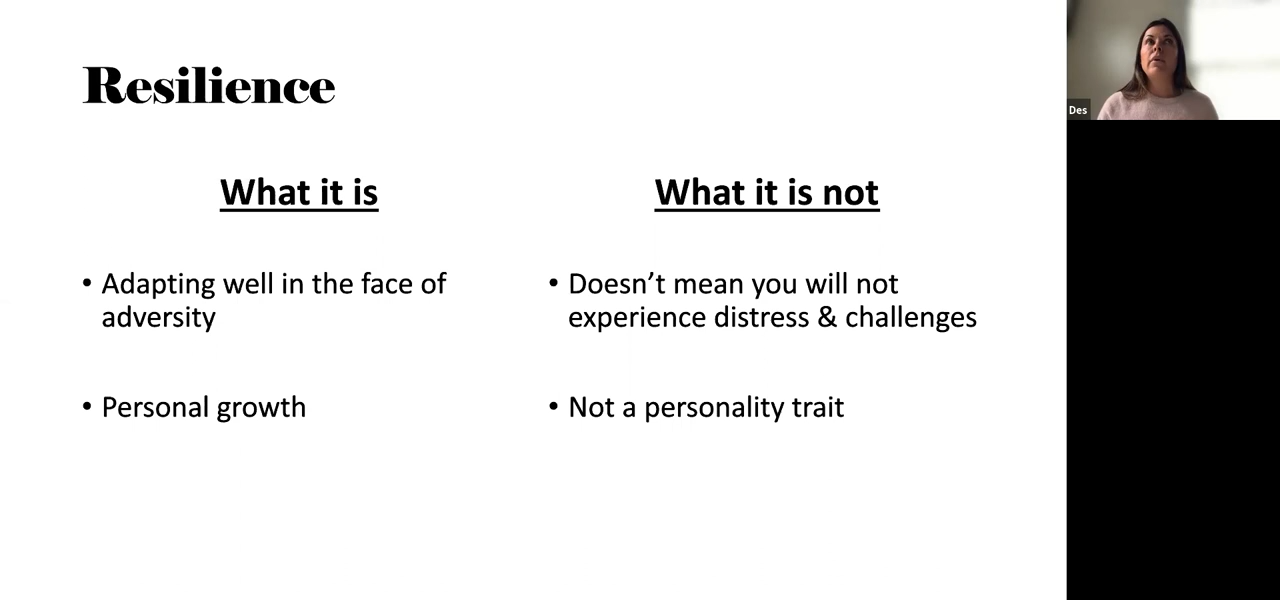 Resilience
What it is
What it is not
• Adapting well in the face of
adversity
• Doesn’t mean you will not
experience distress & challenges
• Personal growth
• Not a personality trait
Des